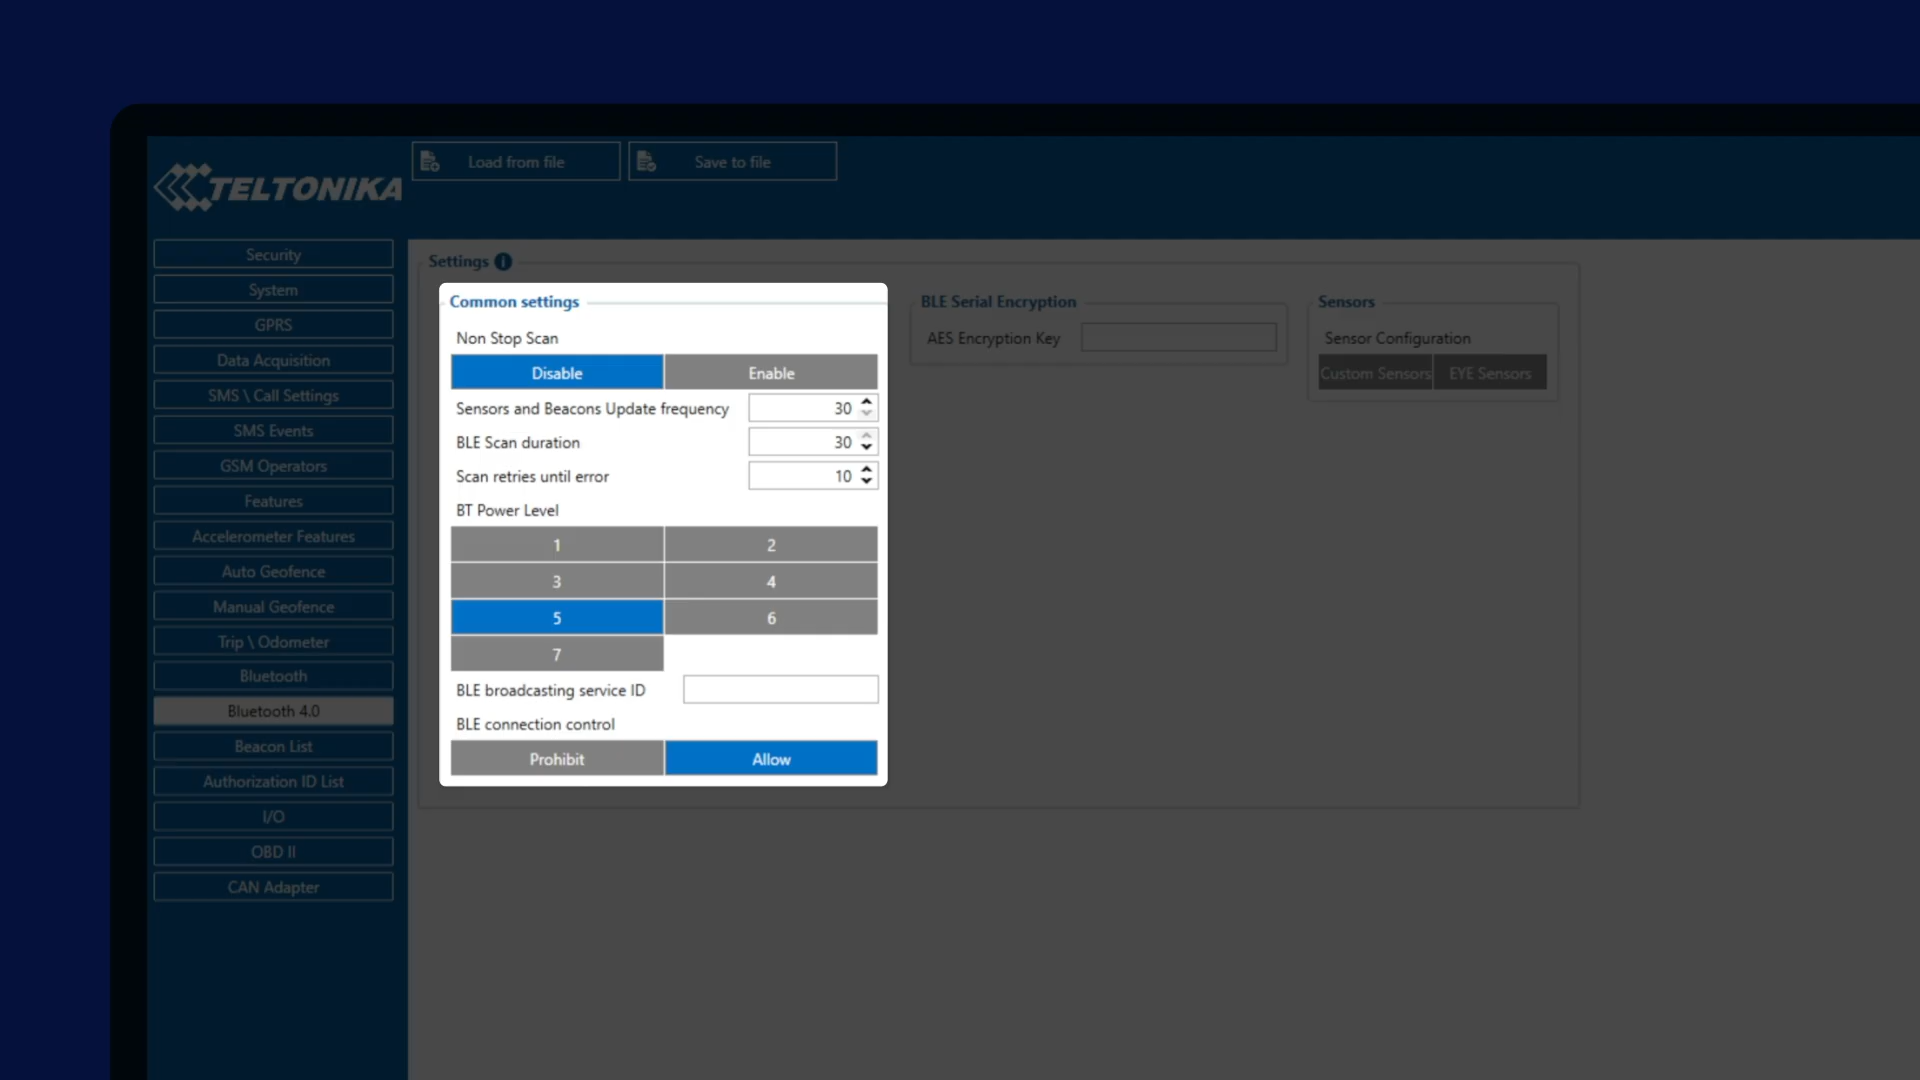 TELTONIKA
Load from file
Save to file
Security
System
GPRS
Data Acquisition
SMS \ Call Settings
SMS Events
GSM Operators
Features
Accelerometer Features
Auto Geofence
Manual Geofence
Trip \ Odometer
Bluetooth
Bluetooth 4.0
Beacon List
Authorization ID List
I/O
OBD II
CAN Adapter
Settings i
Common settings
Non Stop Scan
Disable Enable
Sensors and Beacons Update frequency 30
BLE Scan duration 30
Scan retries until error 10
BT Power Level
1 2
3 4
5 6
7
BLE broadcasting service ID
BLE connection control
Prohibit Allow
BLE Serial Encryption
AES Encryption Key
Sensors
Sensor Configuration
Custom Sensors EYE Sensors